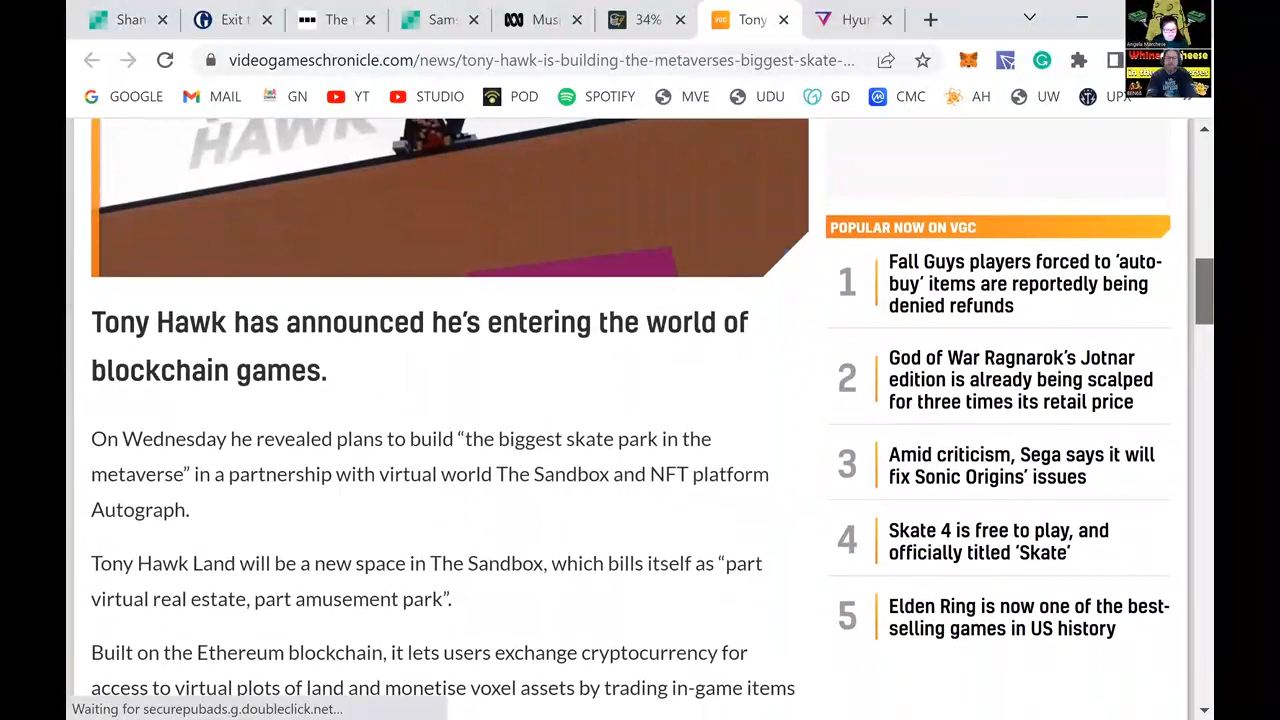 Shar
Exit t
The r
Sam
Musi
34%
VGC
Tony
Hyur
videogameschronicle.com/news/tony-hawk-is-building-the-metaverses-biggest-skate-...
GOOGLE
MAIL
GN
YT
STUDIO
POD
SPOTIFY
MVE
UDU
GD
CMC
AH
UW
UPX
Angela Marchese
HAWK
Tony Hawk has announced he's entering the world of
blockchain games.
On Wednesday he revealed plans to build “the biggest skate park in the
metaverse” in a partnership with virtual world The Sandbox and NFT platform
Autograph.
Tony Hawk Land will be a new space in The Sandbox, which bills itself as “part
virtual real estate, part amusement park”.
Built on the Ethereum blockchain, it lets users exchange cryptocurrency for
access to virtual plots of land and monetise voxel assets by trading in-game items
POPULAR NOW ON VGC
1
Fall Guys players forced to ‘auto-
buy’ items are reportedly being
denied refunds
2
God of War Ragnarok’s Jotnar
edition is already being scalped
for three times its retail price
3
Amid criticism, Sega says it will
fix Sonic Origins’ issues
4
Skate 4 is free to play, and
officially titled ‘Skate’
5
Elden Ring is now one of the best-
selling games in US history
Waiting for securepubads.g.doubleclick.net...